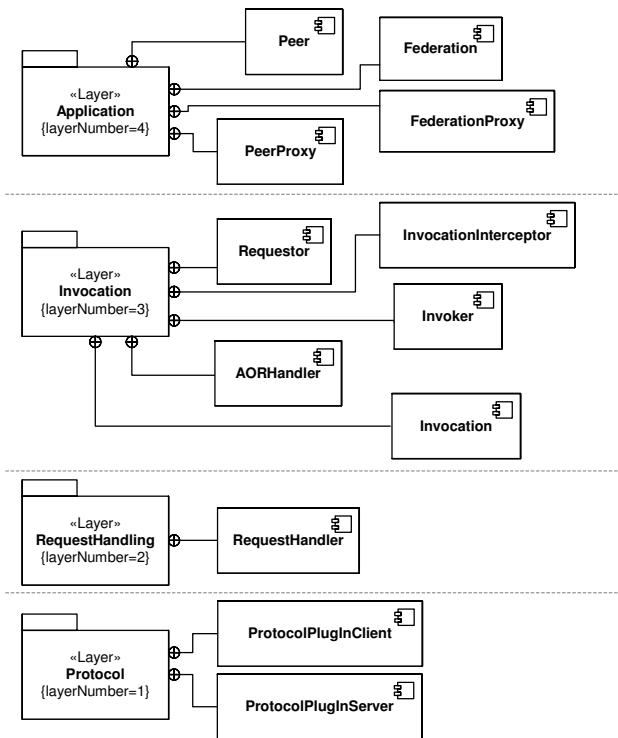 Peer
Federation
«Layer»
Application
{layerNumber=4}
FederationProxy
PeerProxy
Requestor
InvocationInterceptor
«Layer»
Invocation
{layerNumber=3}
Invoker
AORHandler
Invocation
«Layer»
RequestHandling
{layerNumber=2}
RequestHandler
ProtocolPlugInClient
«Layer»
Protocol
{layerNumber=1}
ProtocolPlugInServer